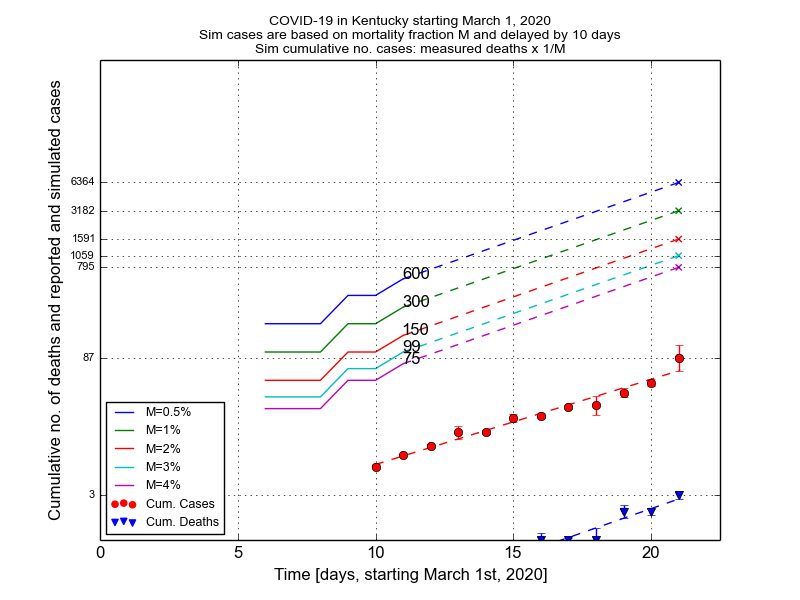 COVID-19 in Kentucky starting March 1, 2020
Sim cases are based on mortality fraction M and delayed by 10 days
Sim cumulative no. cases: measured deaths x 1/M
Cumulative no. of deaths and reported and simulated cases
6364
3182
1591
1059
795
87
3
600
300
150
99
75
M=0.5%
M=1%
M=2%
M=3%
M=4%
Cum. Cases
Cum. Deaths
0
5
10
15
20
Time [days, starting March 1st, 2020]